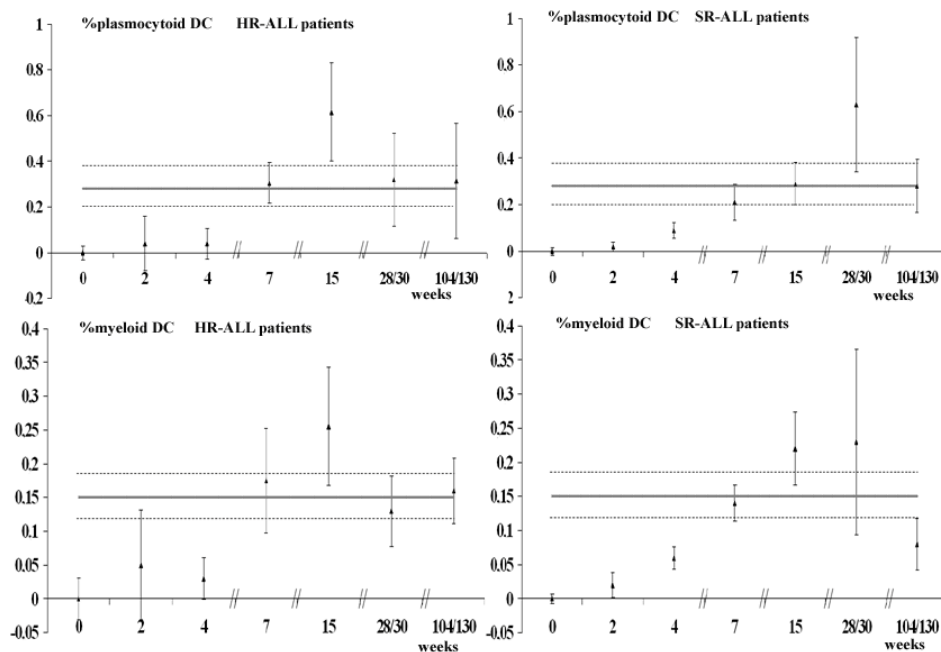 %plasmocytoid DC HR-ALL patients
1
0.8
0.6
0.4
0.2
0
0.2
0 2 4 7 15 28/30 104/130
weeks
%plasmocytoid DC SR-ALL patients
1
0.8
0.6
0.4
0.2
0
2
0 2 4 7 15 28/30 104/130
weeks
%myeloid DC HR-ALL patients
0.4
0.35
0.3
0.25
0.2
0.15
0.1
0.05
0
-0.05
0 2 4 7 15 28/30 104/130
weeks
%myeloid DC SR-ALL patients
0.4
0.35
0.3
0.25
0.2
0.15
0.1
0.05
0
-0.05
0 2 4 7 15 28/30 104/130
weeks